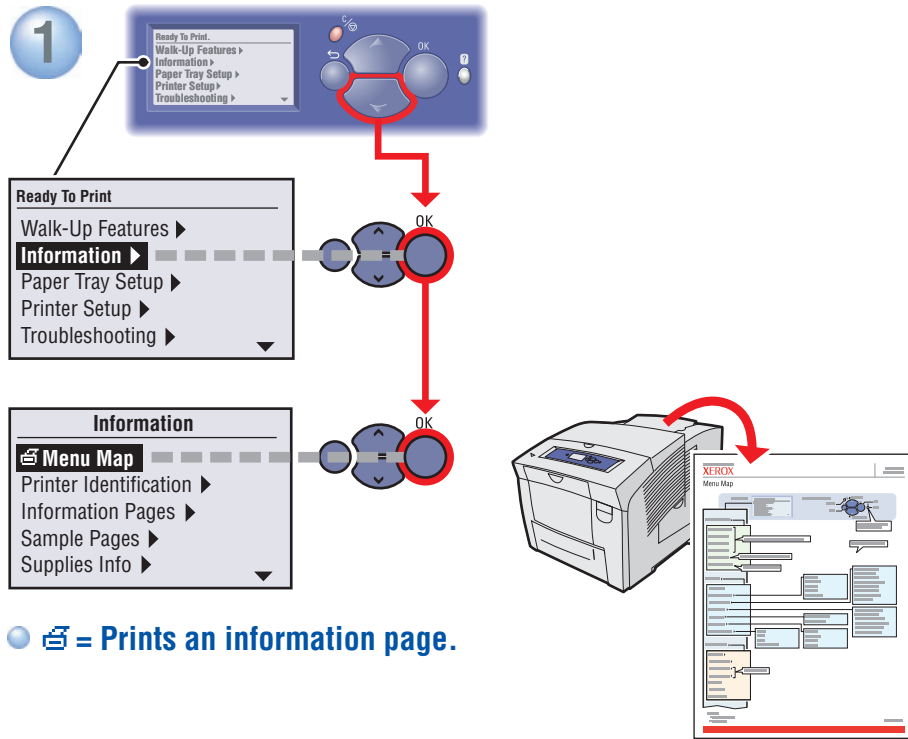 1
Ready To Print.
Walk-Up Features
Information
Paper Tray Setup
Printer Setup
Troubleshooting
C/
OK
?
Ready To Print
Walk-Up Features
Information
Paper Tray Setup
Printer Setup
Troubleshooting
OK
Information
Menu Map
Printer Identification
Information Pages
Sample Pages
Supplies Info
OK
XEROX
Menu Map
= Prints an information page.